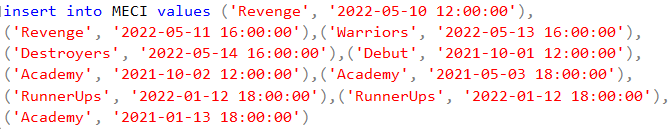 insert into MECI values ('Revenge', '2022-05-10 12:00:00'),
('Revenge', '2022-05-11 16:00:00'),('Warriors', '2022-05-13 16:00:00'),
('Destroyers', '2022-05-14 16:00:00'),('Debut', '2021-10-01 12:00:00'),
('Academy', '2021-10-02 12:00:00'),('Academy', '2021-05-03 18:00:00'),
('RunnerUps', '2022-01-12 18:00:00'),('RunnerUps', '2022-01-12 18:00:00'),
('Academy', '2021-01-13 18:00:00')